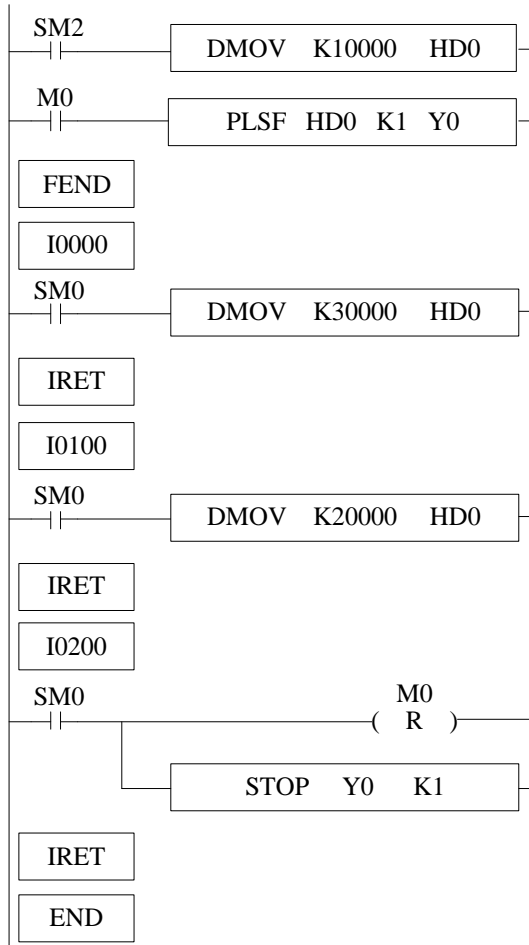 SM2
DMOV K10000 HD0
M0
PLSF HD0 K1 Y0
FEND
I0000
SM0
DMOV K30000 HD0
IRET
I0100
SM0
DMOV K20000 HD0
IRET
I0200
SM0
M0
( R )
STOP Y0 K1
IRET
END